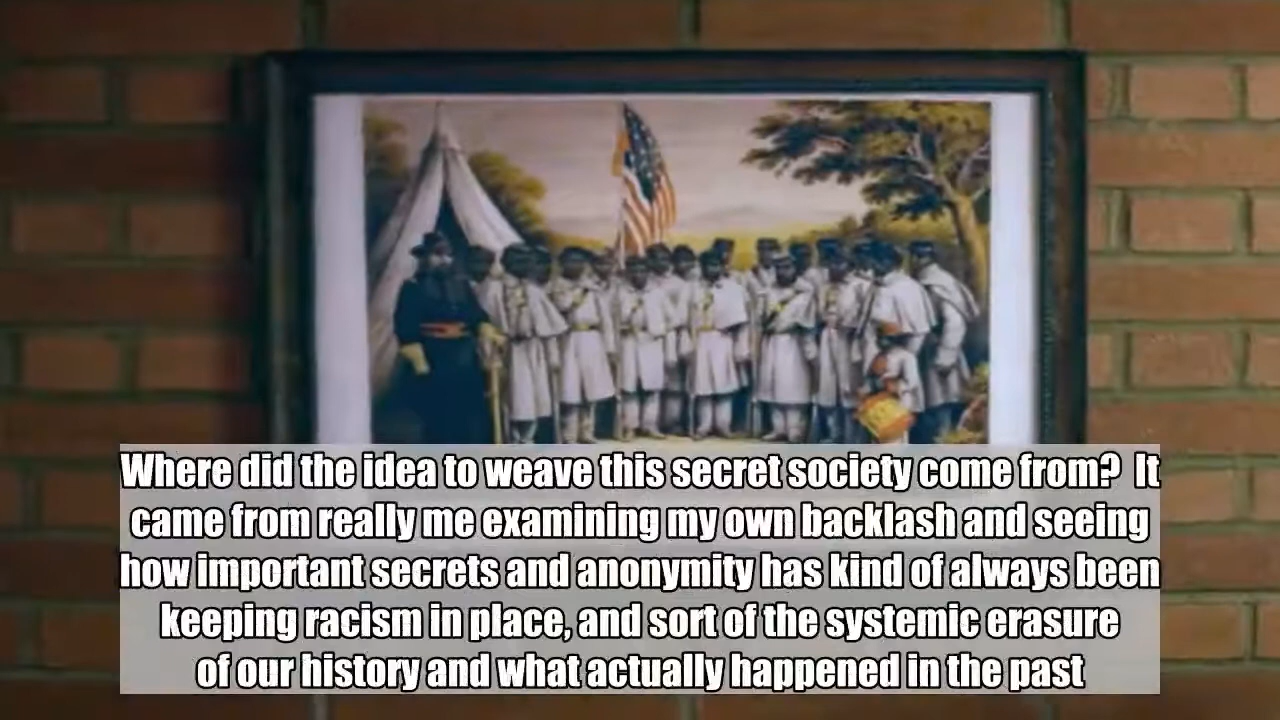 Where did the idea to weave this secret society come from?  It
came from really me examining my own backlash and seeing
how important secrets and anonymity has kind of always been
keeping racism in place, and sort of the systemic erasure
of our history and what actually happened in the past